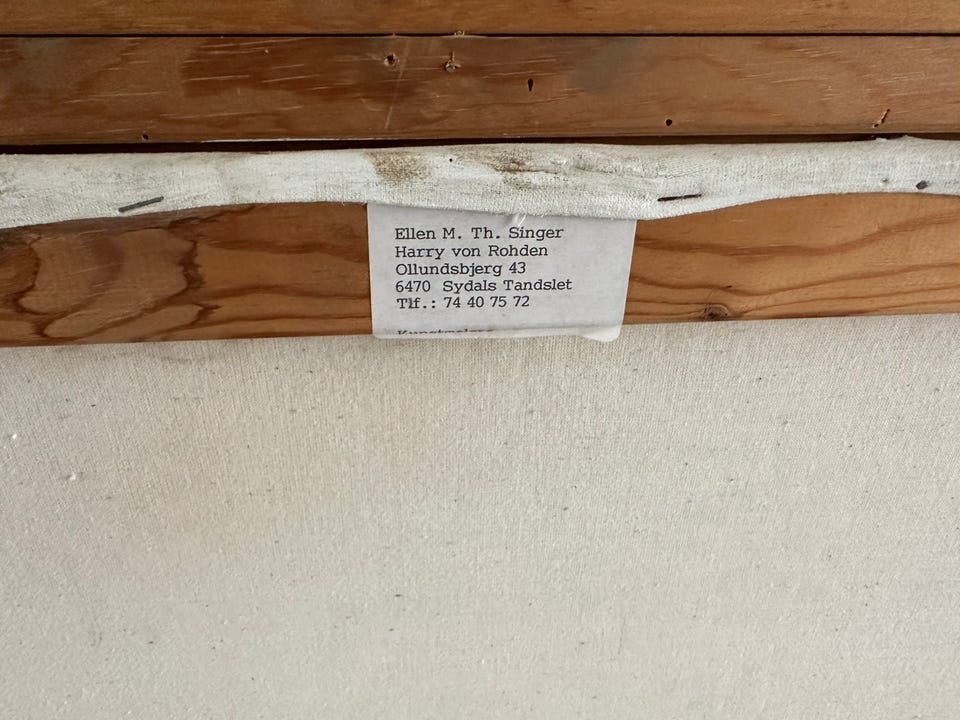 Ellen M. Th. Singer
Harry von Rohden
Ollundsbjerg 43
6470 Sydals Tandslet
Tlf.: 74 40 75 72